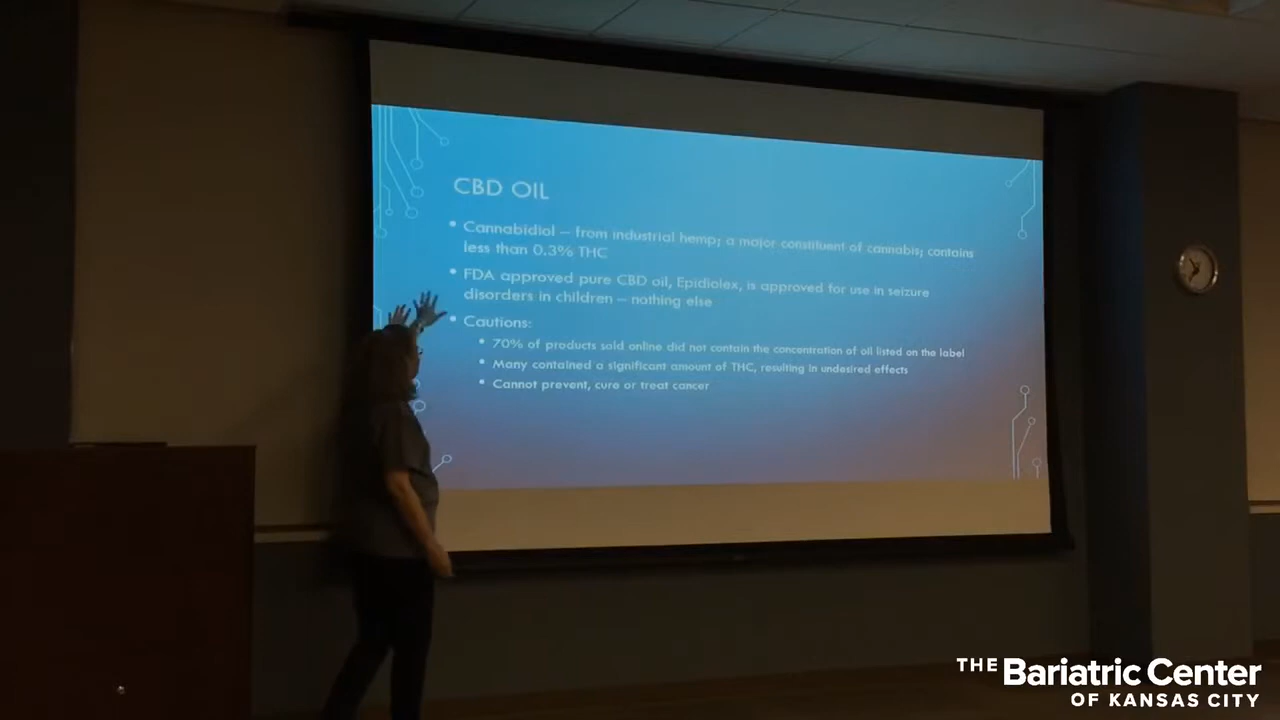 CBD OIL
• Cannabidiol – from industrial hemp; a major constituent of cannabis; contains
less than 0.3% THC
• FDA approved pure CBD oil, Epidiolex, is approved for use in seizure
disorders in children – nothing else
• Cautions:
• 70% of products sold online did not contain the concentration of oil listed on the label
• Many contained a significant amount of THC, resulting in undesired effects
• Cannot prevent, cure or treat cancer
THE Bariatric Center
OF KANSAS CITY